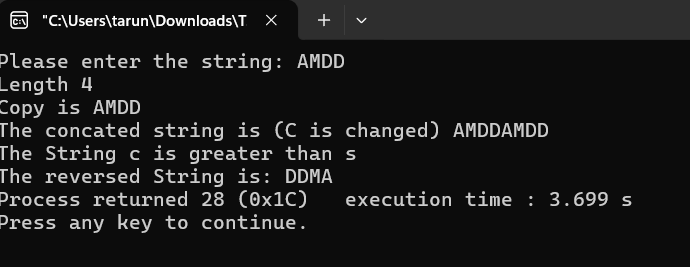 "C:\Users\tarun\Downloads\T
Please enter the string: AMDD
Length 4
Copy is AMDD
The concated string is (C is changed) AMDDAMDD
The String c is greater than s
The reversed String is: DDMA
Process returned 28 (0x1C)   execution time : 3.699 s
Press any key to continue.